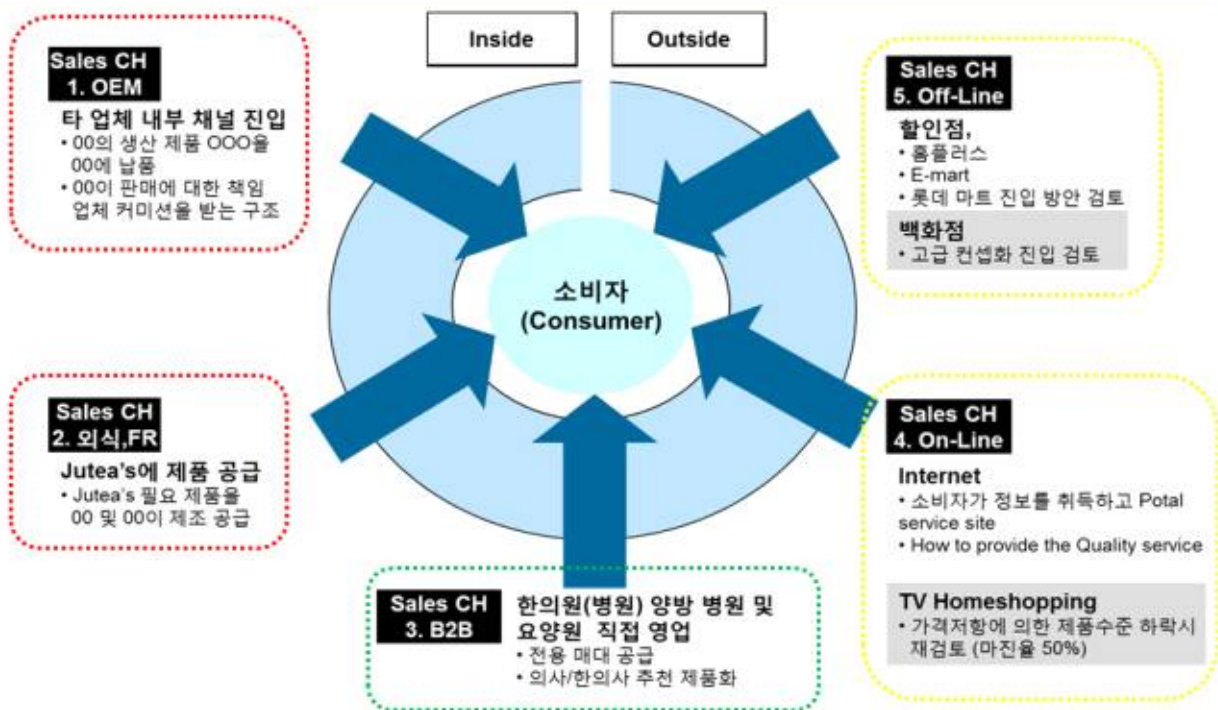 Inside
Outside
Sales CH
1. OEM
타 업체 내부 채널 진입
• 00의 생산 제품 OOO을
00에 납품
• 00이 판매에 대한 책임
업체 커미션을 받는 구조
Sales CH
2. 외식,FR
Jutea's에 제품 공급
• Jutea's 필요 제품을
00 및 00이 제조 공급
소비자
(Consumer)
Sales CH
3. B2B
한의원(병원) 양방 병원 및
요양원 직접 영업
• 전용 매대 공급
• 의사/한의사 추천 제품화
Sales CH
5. Off-Line
할인점,
• 홈플러스
• E-mart
• 롯데 마트 진입 방안 검토
백화점
• 고급 컨셉화 진입 검토
Sales CH
4. On-Line
Internet
• 소비자가 정보를 취득하고 Potal
service site
• How to provide the Quality service
TV Homeshopping
• 가격저항에 의한 제품수준 하락시
재검토 (마진율 50%)